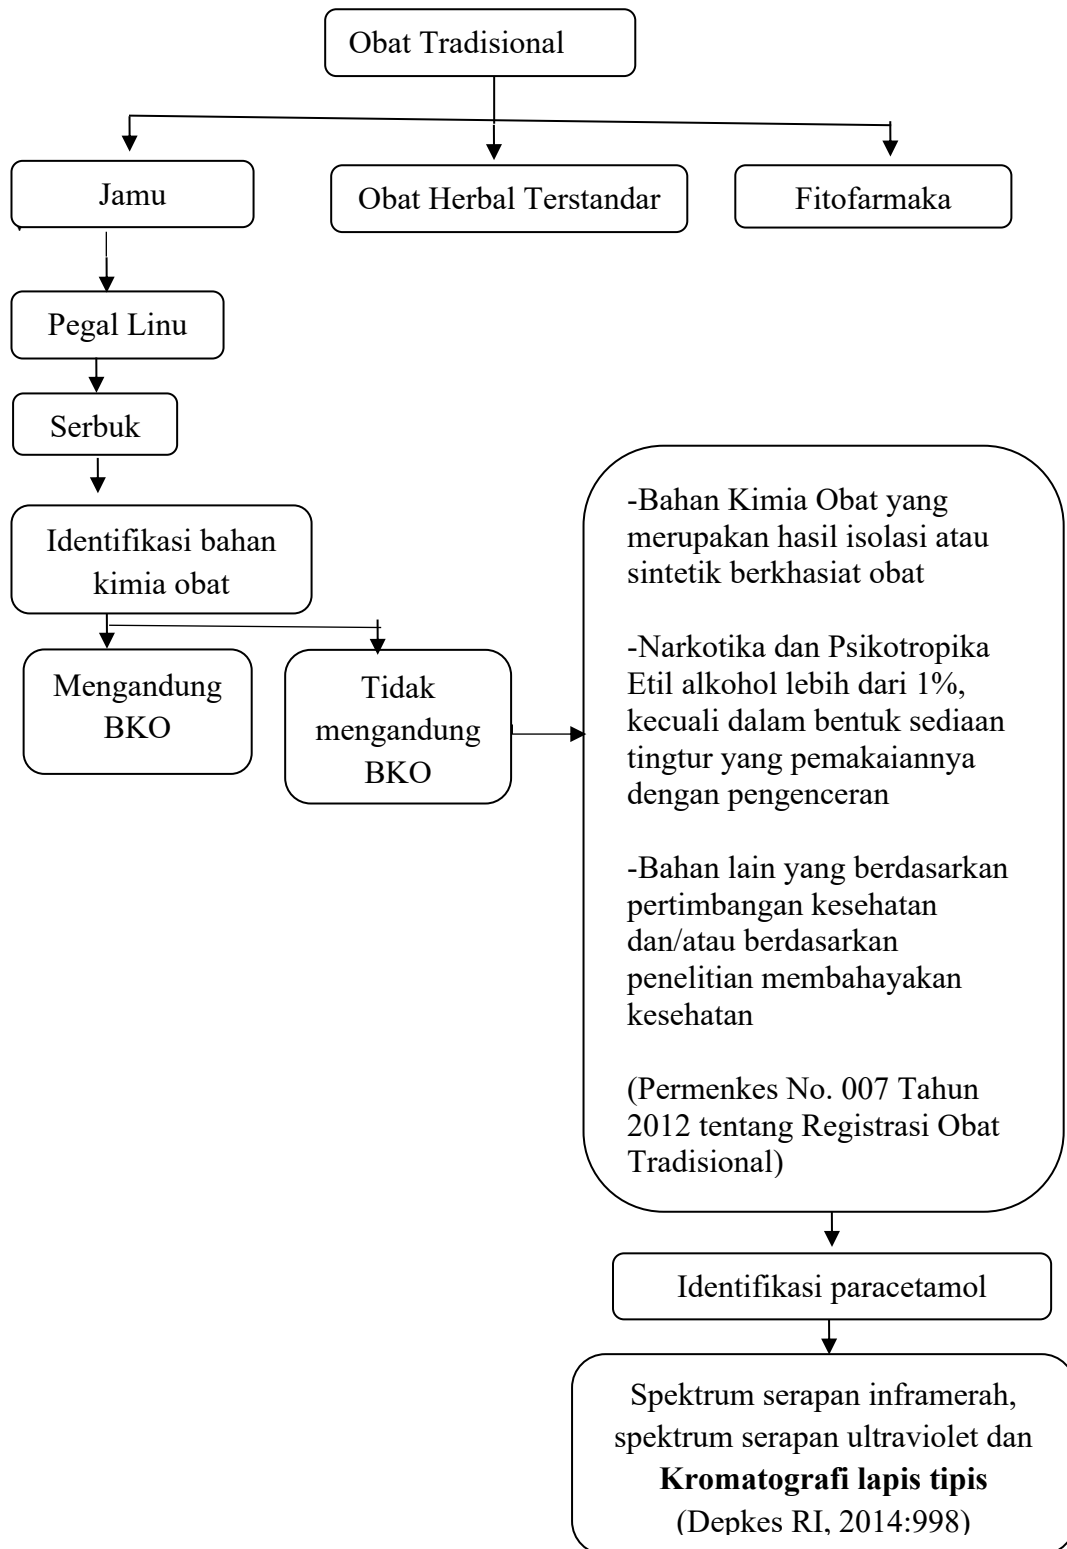 Obat Tradisional
Jamu
Obat Herbal Terstandar
Fitofarmaka
Pegal Linu
Serbuk
Identifikasi bahan
kimia obat
Mengandung
BKO
Tidak
mengandung
BKO
-Bahan Kimia Obat yang
merupakan hasil isolasi atau
sintetik berkhasiat obat
-Narkotika dan Psikotropika
Etil alkohol lebih dari 1%,
kecuali dalam bentuk sediaan
tingtur yang pemakaiannya
dengan pengenceran
-Bahan lain yang berdasarkan
pertimbangan kesehatan
dan/atau berdasarkan
penelitian membahayakan
kesehatan
(Permenkes No. 007 Tahun
2012 tentang Registrasi Obat
Tradisional)
Identifikasi paracetamol
Spektrum serapan inframerah,
spektrum serapan ultraviolet dan
Kromatografi lapis tipis
(Depkes RI, 2014:998)